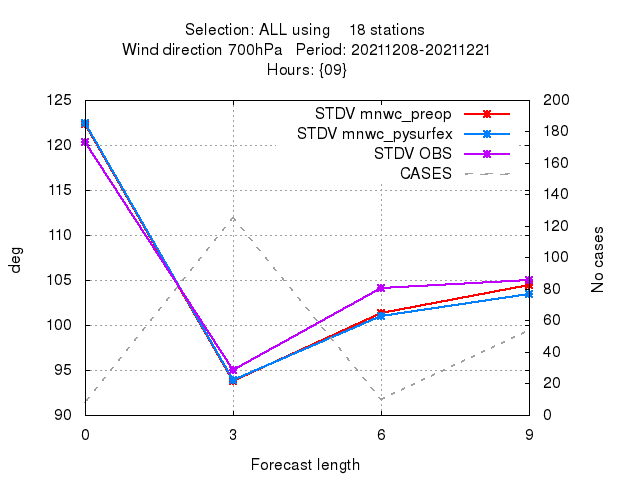 Selection: ALL using 18 stations
Wind direction 700hPa Period: 20211208-20211221
Hours: {09}
125 200
STDV mnwc_preop
180
STDV mnwc_pysurfex
120
160
STDV OBS
CASES
115
140
110
120
deg
No cases
105
100
80
100
60
95
40
20
90 0
0 3 6 9
Forecast length